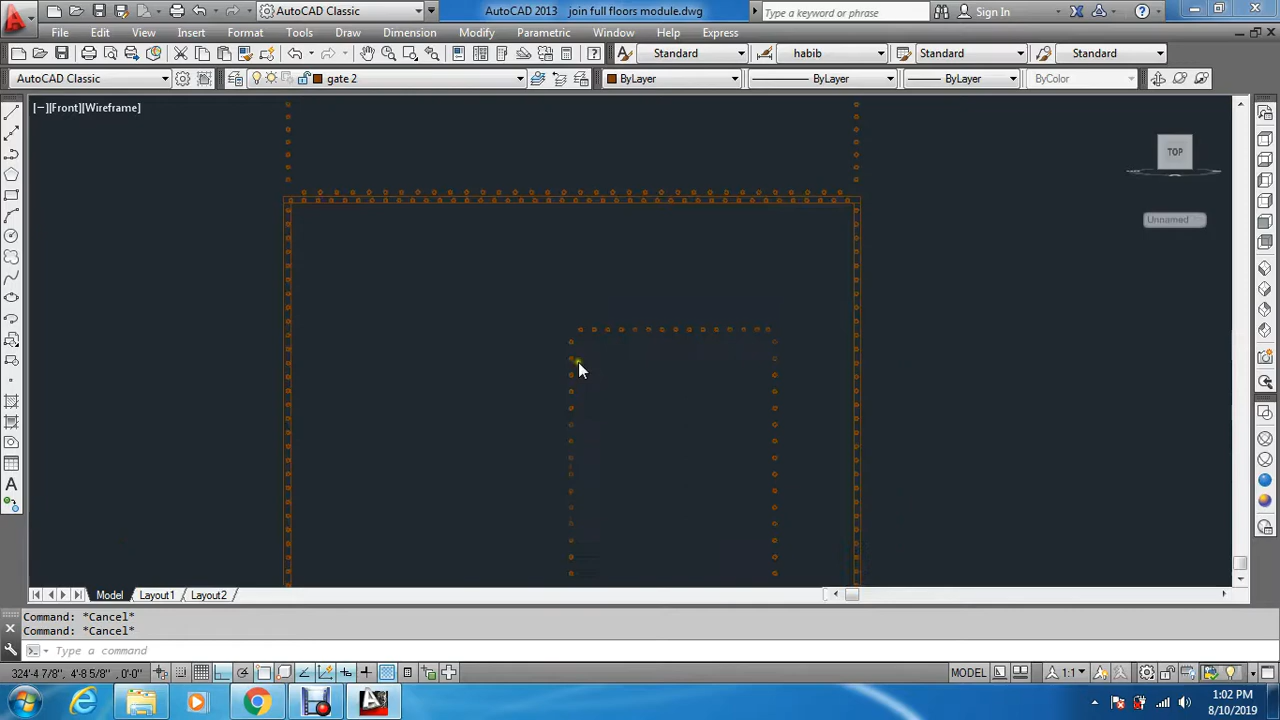 AutoCAD Classic
AutoCAD 2013 join full floors module.dwg
Type a keyword or phrase
Sign In
File Edit View Insert Format Tools Draw Dimension Modify Parametric Window Help Express
Standard habib Standard Standard
AutoCAD Classic gate 2 ByLayer ByLayer ByLayer ByColor
[−][Front][Wireframe]
TOP
Unnamed
Model Layout1 Layout2
Command: *Cancel*
Command: *Cancel*
Type a command
324'-4 7/8", 4'-8 5/8", 0'-0" MODEL 1:1
1:02 PM
8/10/2019